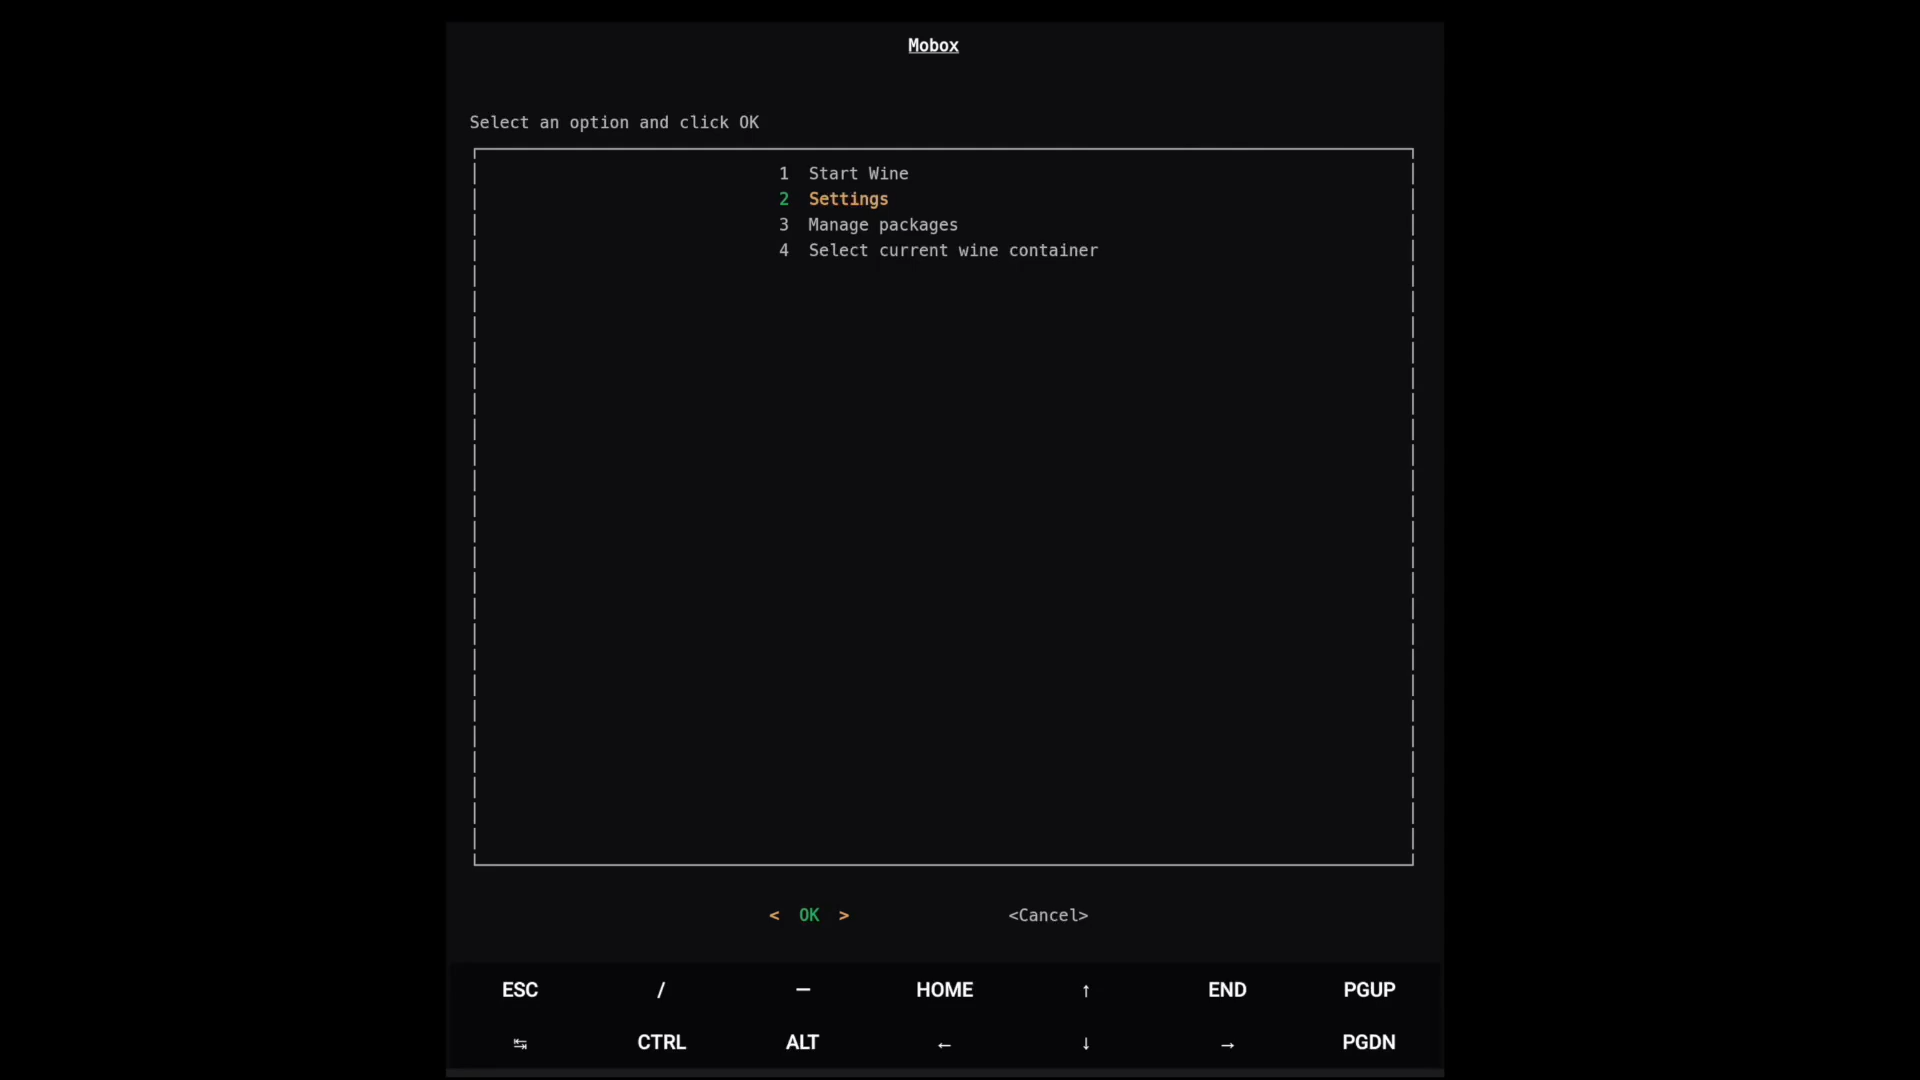 Mobox
Select an option and click OK
1 Start Wine
2 Settings
3 Manage packages
4 Select current wine container
< OK > <Cancel>
ESC / — HOME ↑ END PGUP
↹ CTRL ALT ← ↓ → PGDN